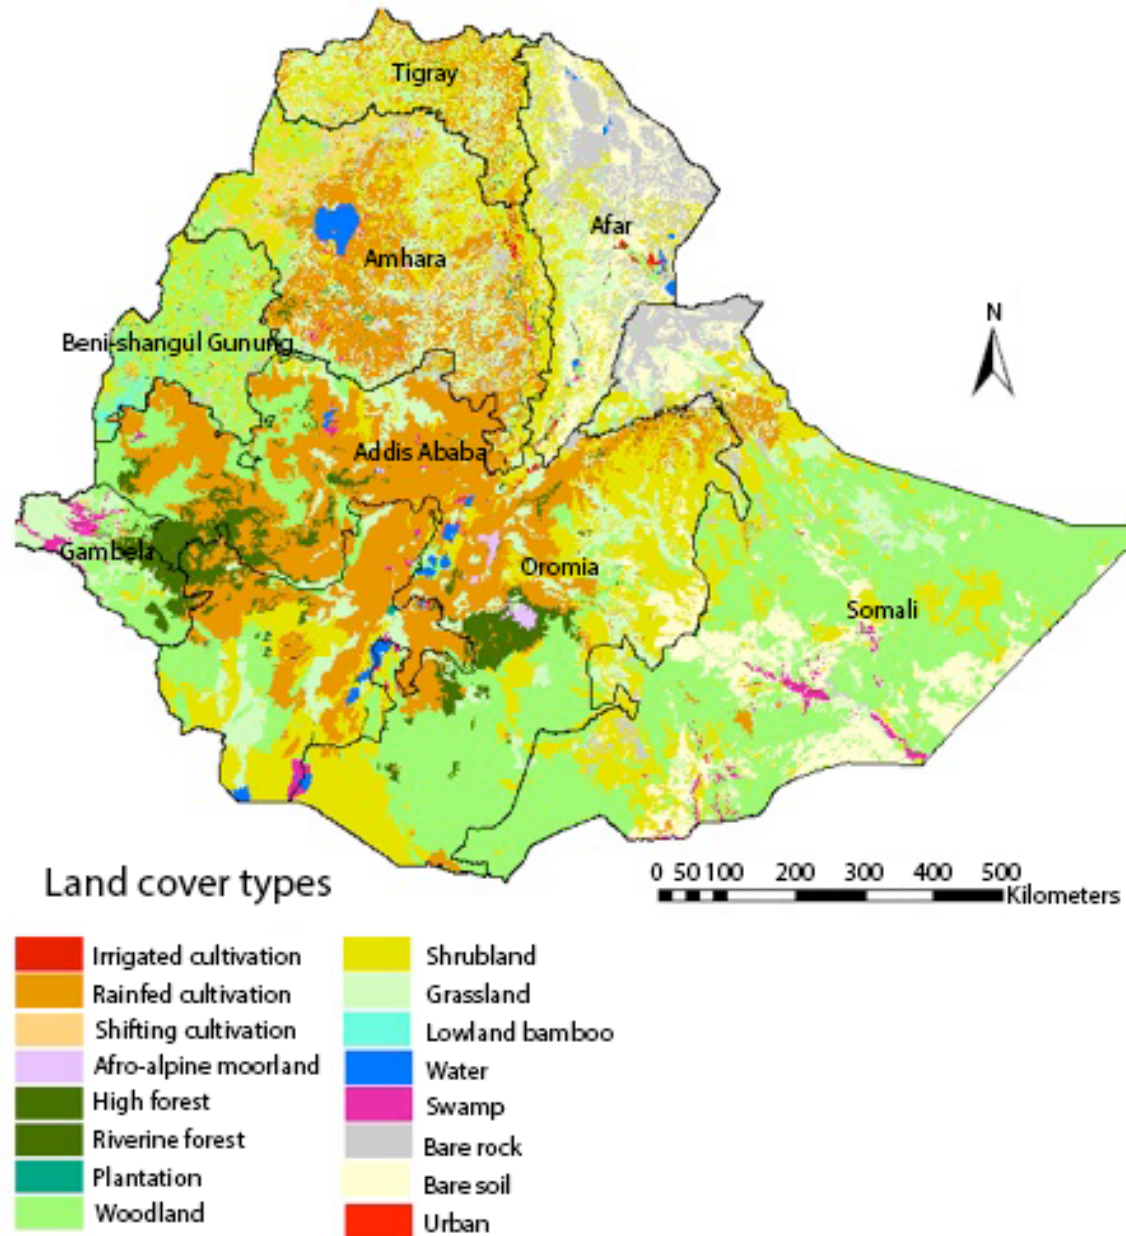 Tigray
Afar
Amhara
N
Beni-shangul Gunung
Addis Ababa
Gambela
Oromia
Somali
Land cover types
0 50 100 200 300 400 500
Kilometers
Irrigated cultivation
Rainfed cultivation
Shifting cultivation
Afro-alpine moorland
High forest
Riverine forest
Plantation
Woodland
Shrubland
Grassland
Lowland bamboo
Water
Swamp
Bare rock
Bare soil
Urban